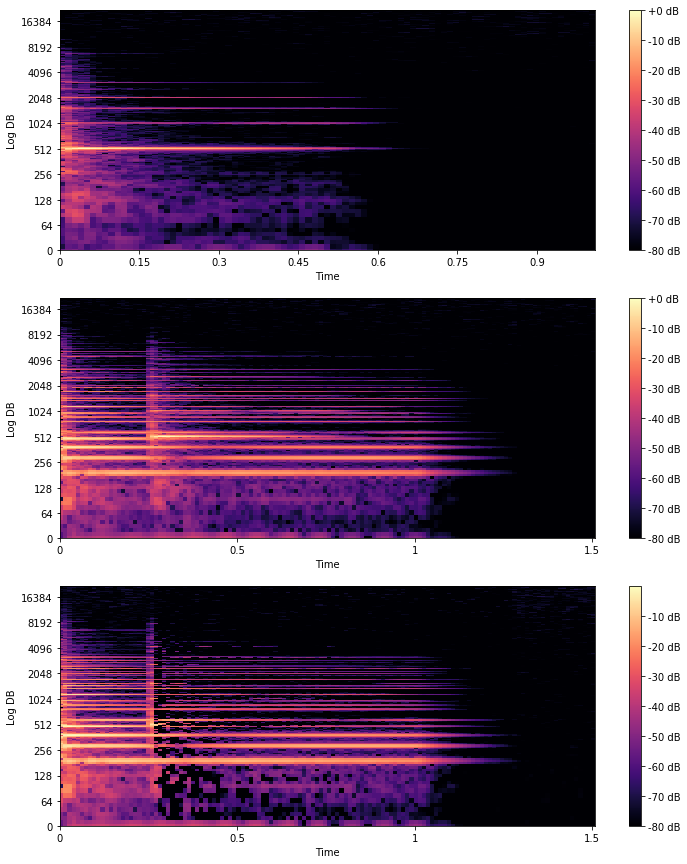 16384
8192
4096
2048
1024
512
256
128
64
0
Log DB
0 0.15 0.3 0.45 0.6 0.75 0.9
Time
+0 dB
-10 dB
-20 dB
-30 dB
-40 dB
-50 dB
-60 dB
-70 dB
-80 dB
16384
8192
4096
2048
1024
512
256
128
64
0
Log DB
0 0.5 1 1.5
Time
+0 dB
-10 dB
-20 dB
-30 dB
-40 dB
-50 dB
-60 dB
-70 dB
-80 dB
16384
8192
4096
2048
1024
512
256
128
64
0
Log DB
0 0.5 1 1.5
Time
-10 dB
-20 dB
-30 dB
-40 dB
-50 dB
-60 dB
-70 dB
-80 dB